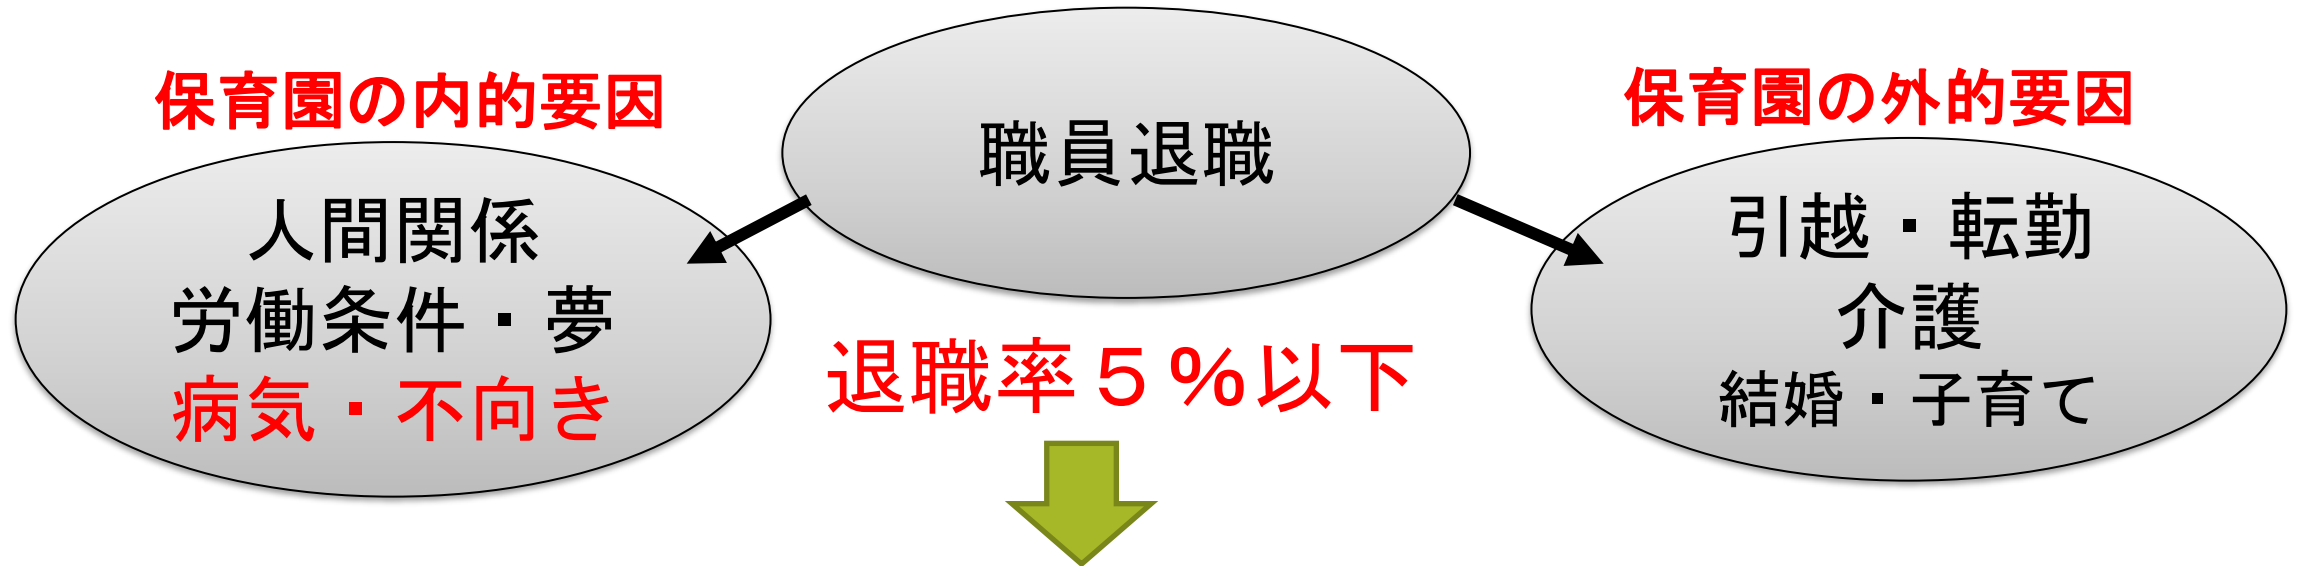 保育園の内的要因
人間関係
労働条件・夢
病気・不向き
職員退職
退職率５％以下
保育園の外的要因
引越・転勤
介護
結婚・子育て